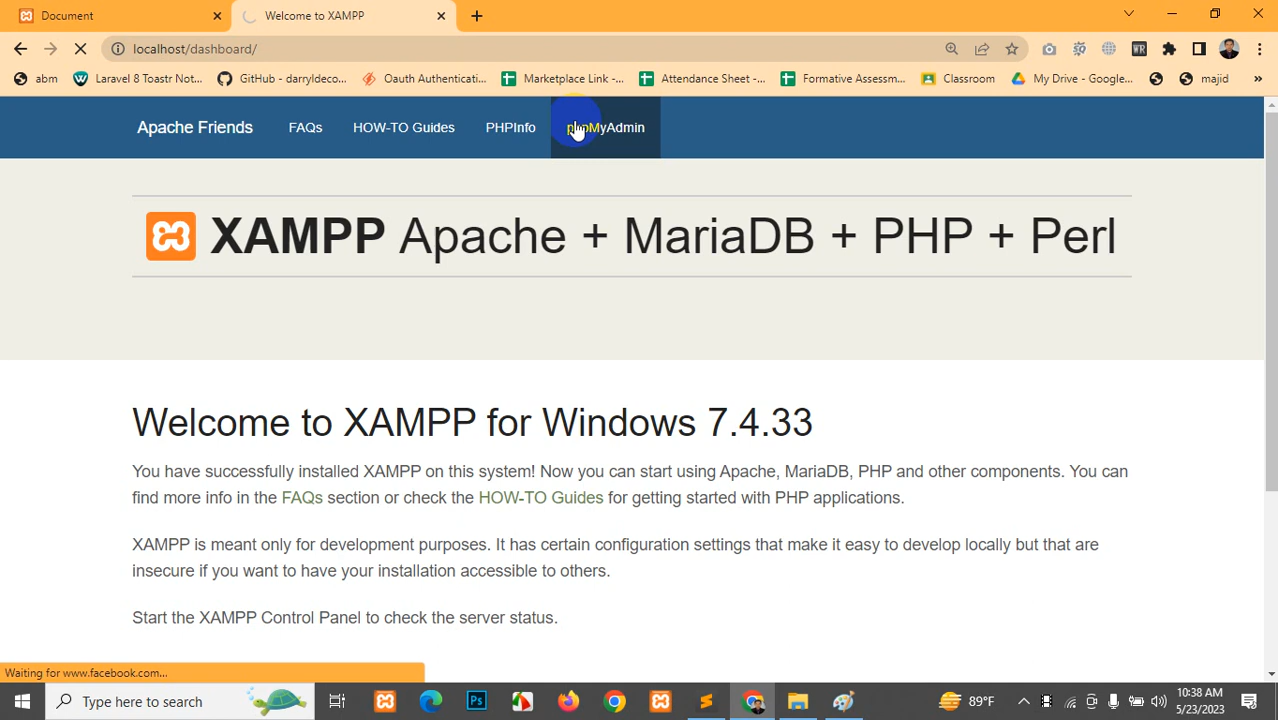 Document
Welcome to XAMPP
localhost/dashboard/
abm
Laravel 8 Toastr Not...
GitHub - darryldeco...
Oauth Authenticati...
Marketplace Link -...
Attendance Sheet -...
Formative Assessm...
Classroom
My Drive - Google...
majid
»
Apache Friends
FAQs
HOW-TO Guides
PHPInfo
phpMyAdmin
XAMPP Apache + MariaDB + PHP + Perl
Welcome to XAMPP for Windows 7.4.33
You have successfully installed XAMPP on this system! Now you can start using Apache, MariaDB, PHP and other components. You can
find more info in the FAQs section or check the HOW-TO Guides for getting started with PHP applications.
XAMPP is meant only for development purposes. It has certain configuration settings that make it easy to develop locally but that are
insecure if you want to have your installation accessible to others.
Start the XAMPP Control Panel to check the server status.
Waiting for www.facebook.com...
Type here to search
Ps
89°F
10:38 AM
5/23/2023